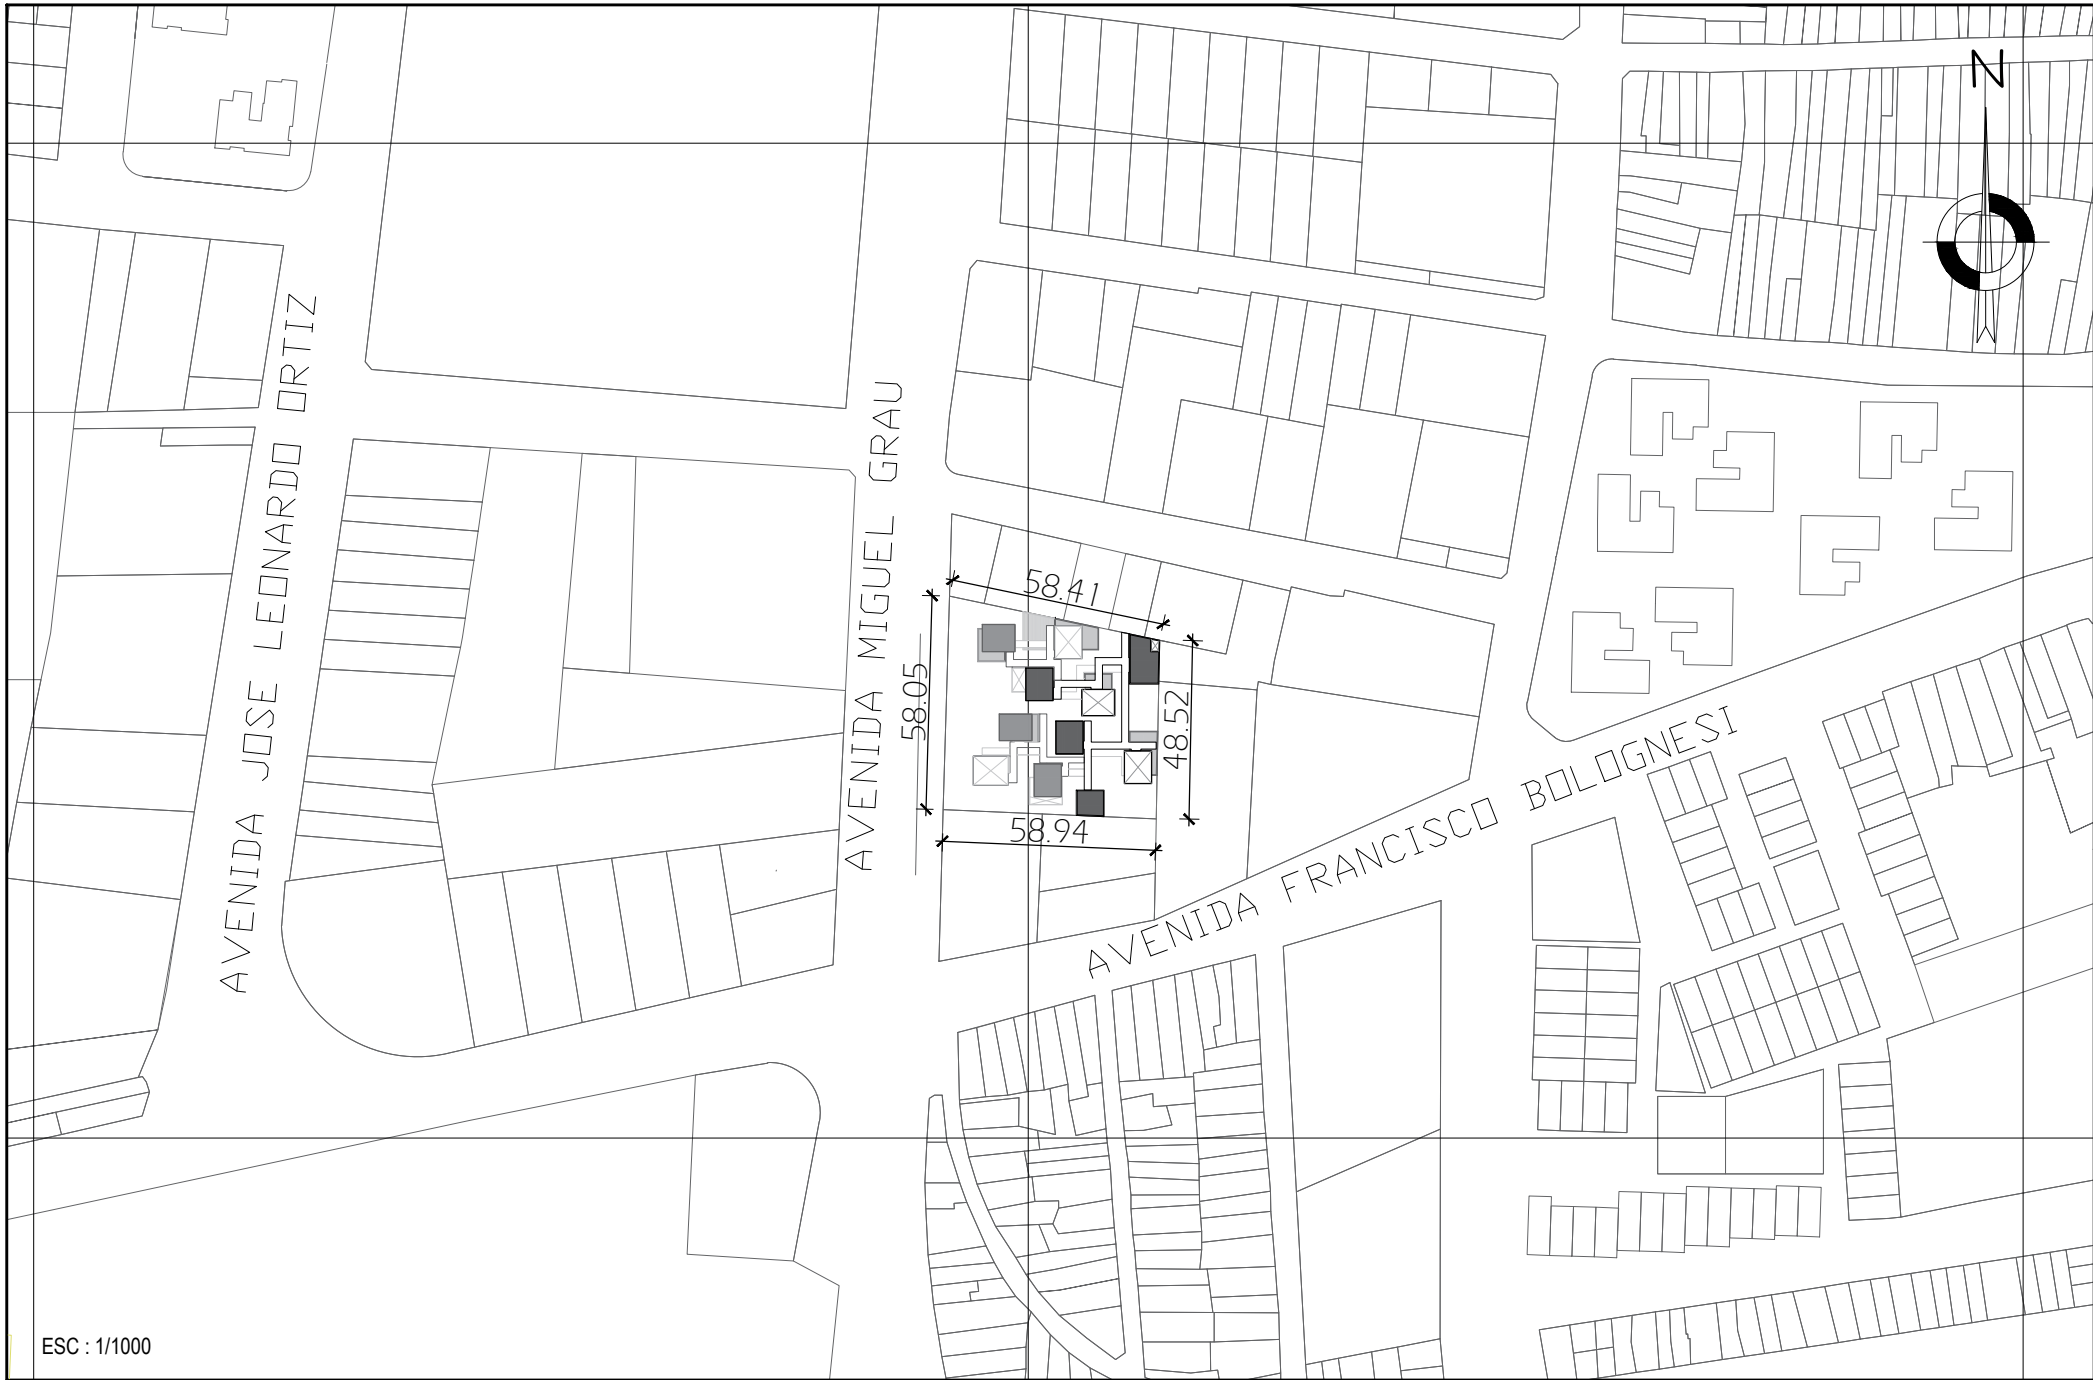 N
AVENIDA JOSE LEONARDO ORTIZ
AVENIDA MIGUEL GRAU
58.41
58.05
48.52
58.94
AVENIDA FRANCISCO BOLOGNESI
ESC : 1/1000